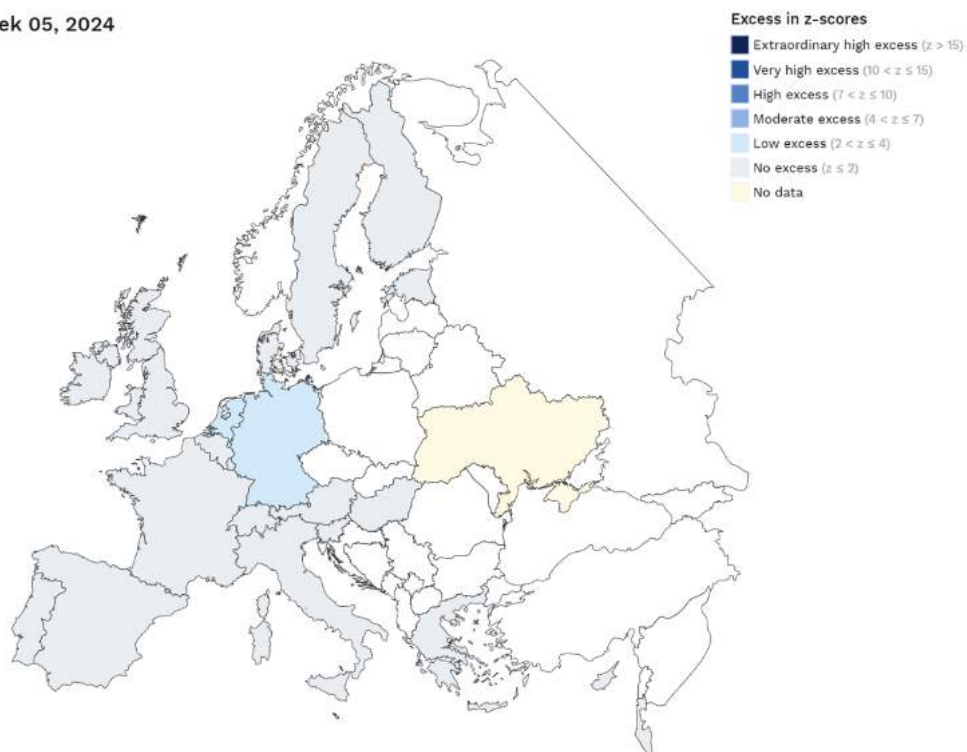 ek 05, 2024
Excess in z-scores
Extraordinary high excess (z > 15)
Very high excess (10 < z ≤ 15)
High excess (7 < z ≤ 10)
Moderate excess (4 < z ≤ 7)
Low excess (2 < z ≤ 4)
No excess (z ≤ 2)
No data